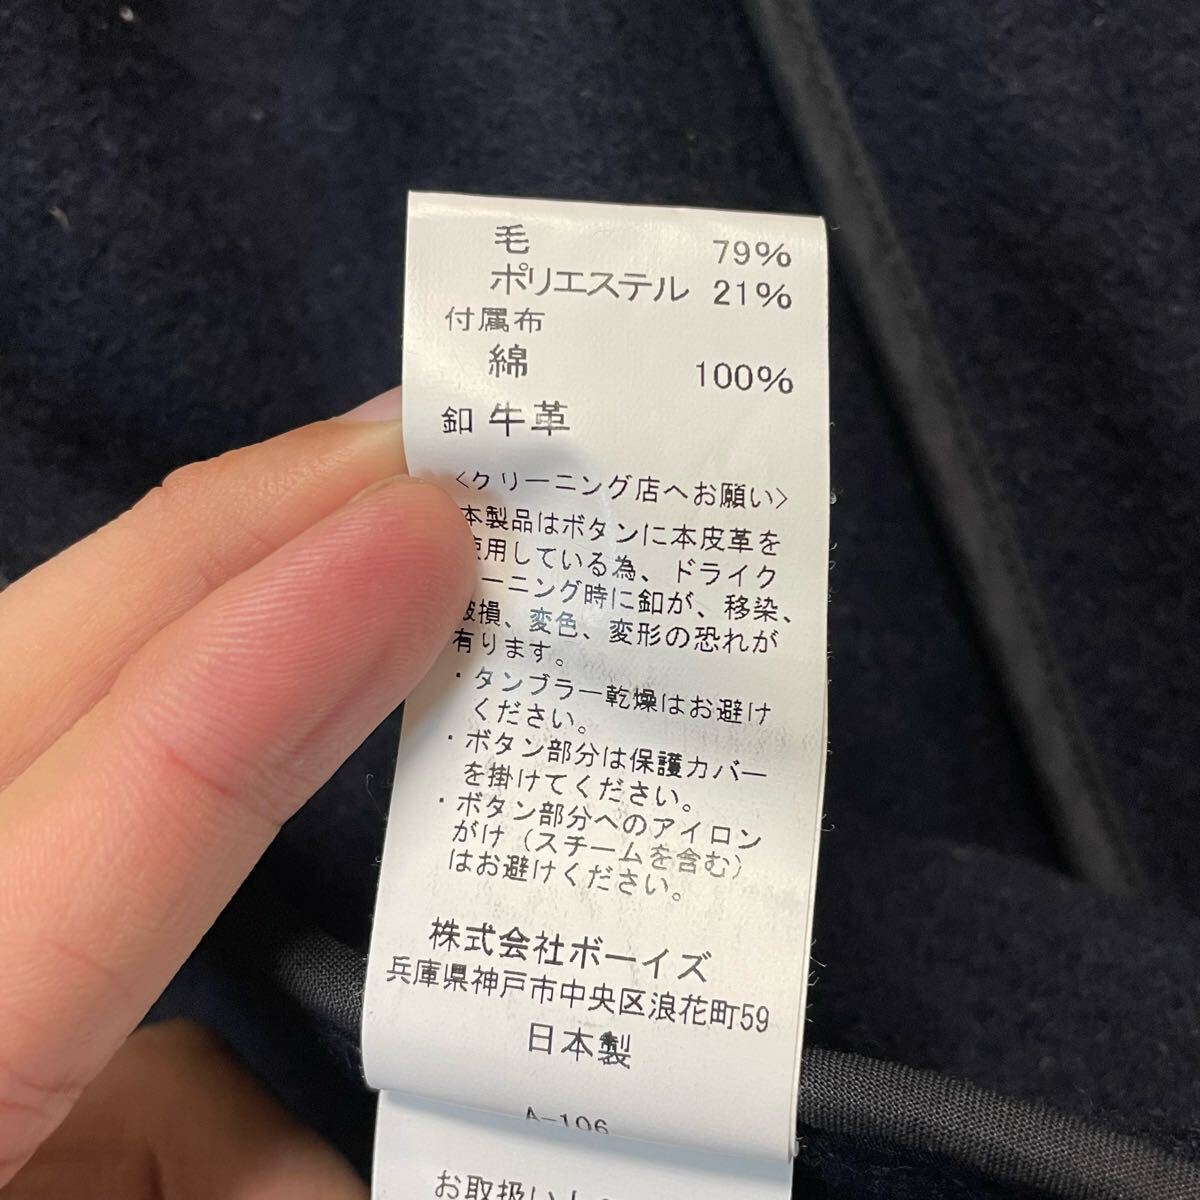 毛 79%
ポリエステル 21%
付属布
綿 100%
釦 牛革
<クリーニング店へお願い>
本製品はボタンに本皮革を
使用している為、ドライク
リーニング時に釦が、移染、
破損、変色、変形の恐れが
有ります。
・タンブラー乾燥はお避け
ください。
・ボタン部分は保護カバー
を掛けてください。
・ボタン部分へのアイロン
がけ（スチームを含む）
はお避けください。
株式会社ボーイズ
兵庫県神戸市中央区浪花町59
日本製
A-106
お取扱い